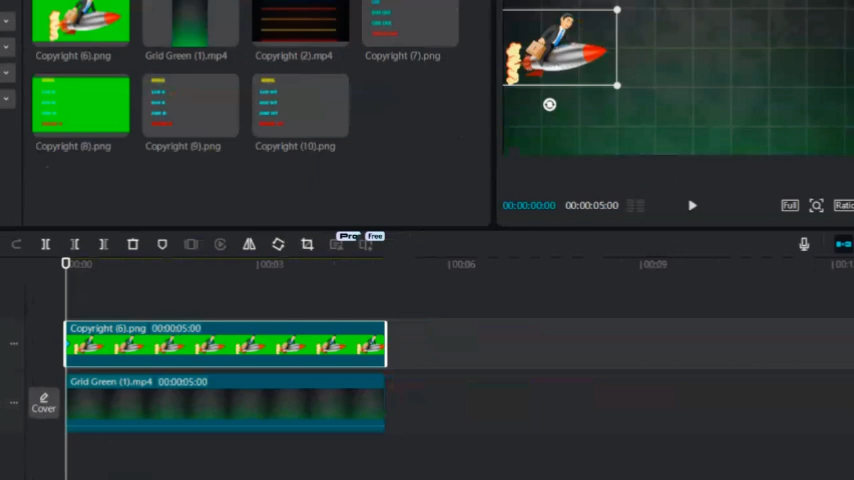 Copyright (6).png
Grid Green (1).mp4
Copyright (2).mp4
Copyright (7).png
Copyright (8).png
Copyright (9).png
Copyright (10).png
00:00:00:00 00:00:05:00
Full
Ratio
Pro
Free
00:00 |00:03 |00:06 |00:09
Copyright (6).png 00:00:05:00
Grid Green (1).mp4 00:00:05:00
Cover